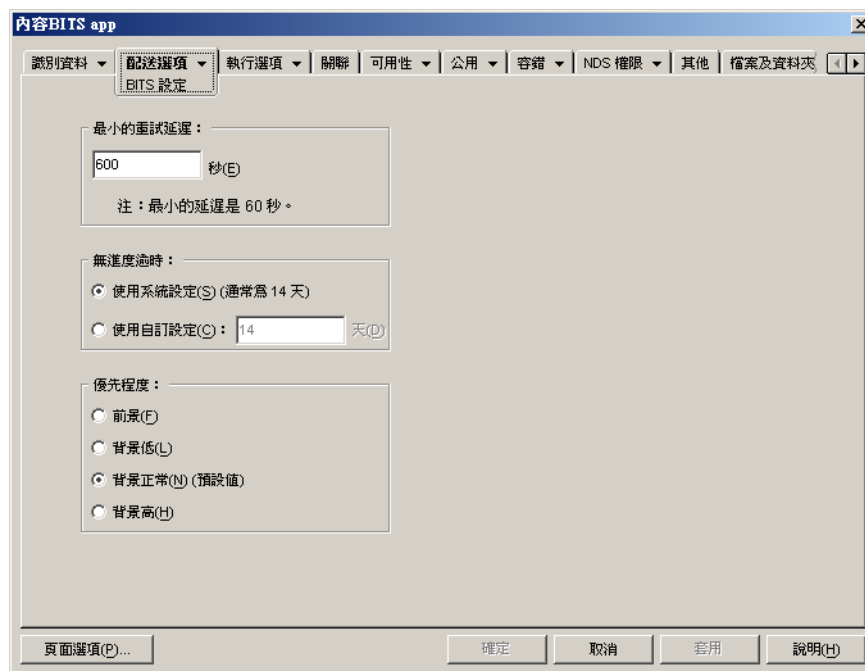 內容BITS app
識別資料 配送選項 執行選項 關聯 可用性 公用 容錯 NDS 權限 其他 檔案及資料夾
BITS 設定
最小的重試延遲：
600 秒(E)
注：最小的延遲是 60 秒。
無進度逾時：
使用系統設定(S) (通常為 14 天)
使用自訂設定(C)： 14 天(D)
優先程度：
前景(F)
背景低(L)
背景正常(N) (預設值)
背景高(H)
頁面選項(P)... 確定 取消 套用 說明(H)